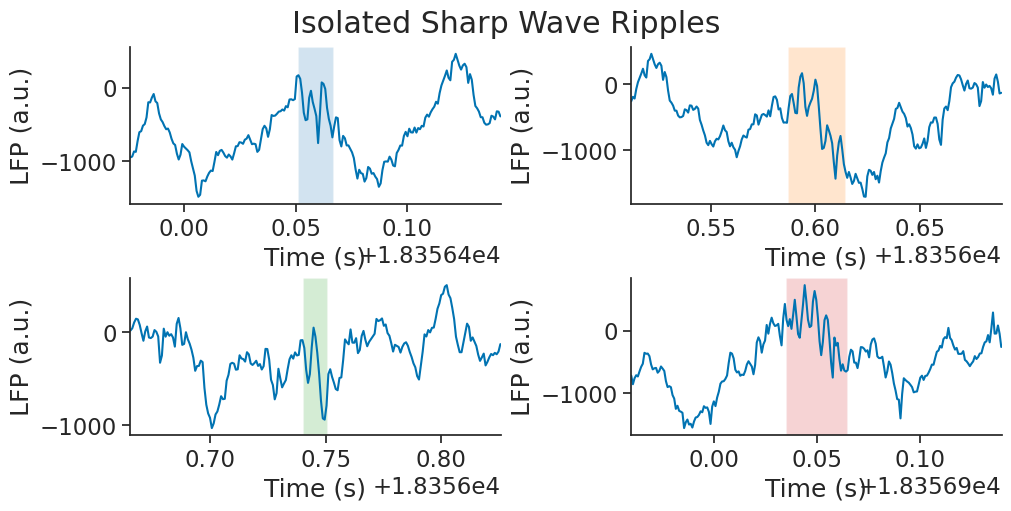 Isolated Sharp Wave Ripples
LFP (a.u.)
0
−1000
0.00
0.05
0.10
Time (s)
+1.83564e4
LFP (a.u.)
0
−1000
0.55
0.60
0.65
Time (s)
+1.8356e4
LFP (a.u.)
0
−1000
0.70
0.75
0.80
Time (s)
+1.8356e4
LFP (a.u.)
0
−1000
0.00
0.05
0.10
Time (s)
+1.83569e4